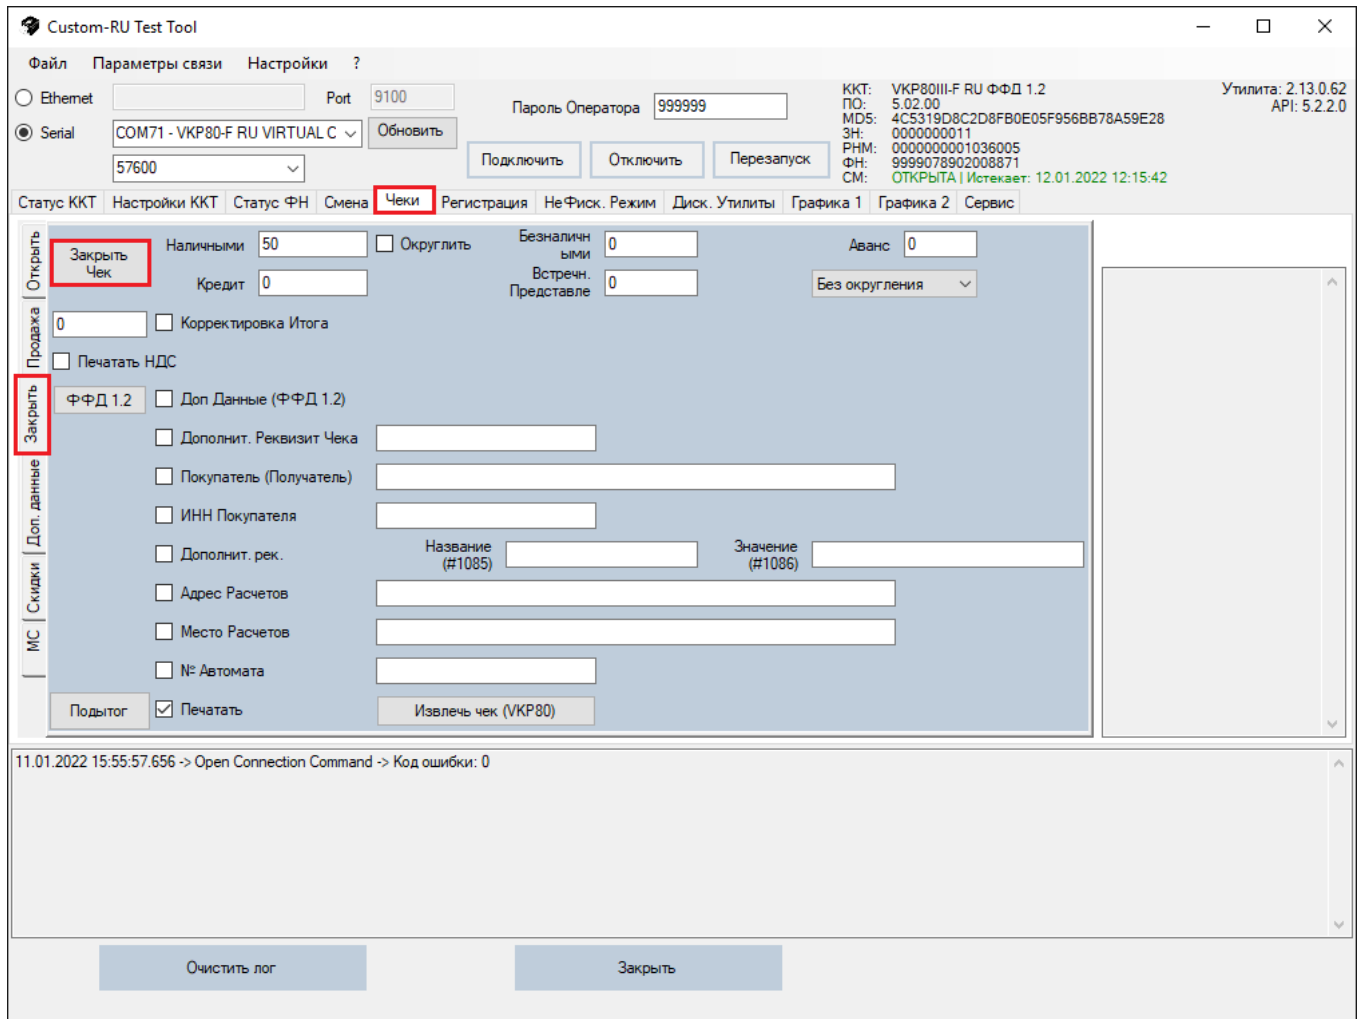 Custom-RU Test Tool
Файл Параметры связи Настройки ?
Ethernet Port 9100
Serial COM71 - VKP80-F RU VIRTUAL C Обновить
57600
Пароль Оператора 999999
Подключить Отключить Перезапуск
ККТ: VKP80III-F RU ФФД 1.2
ПО: 5.02.00
MD5: 4C5319D8C2D8FB0E05F956BB78A59E28
ЗН: 0000000011
РНМ: 0000000001036005
ФН: 9999078902008871
СМ: ОТКРЫТА | Истекает: 12.01.2022 12:15:42
Утилита: 2.13.0.62
API: 5.2.2.0
Статус ККТ Настройки ККТ Статус ФН Смена Чеки Регистрация НеФиск. Режим Диск. Утилиты Графика 1 Графика 2 Сервис
Открыть
Продажа
Закрыть
Доп. данные
Скидки
МС
Закрыть
Чек
Наличными 50 Округлить
Безналичн
ыми
0
Аванс 0
Кредит 0
Встречн.
Представле
0
Без округления
0 Корректировка Итога
Печатать НДС
ФФД 1.2 Доп Данные (ФФД 1.2)
Дополнит. Реквизит Чека
Покупатель (Получатель)
ИНН Покупателя
Дополнит. рек.
Название
(#1085)
Значение
(#1086)
Адрес Расчетов
Место Расчетов
№ Автомата
Подытог Печатать Извлечь чек (VKP80)
11.01.2022 15:55:57.656 -> Open Connection Command -> Код ошибки: 0
Очистить лог Закрыть